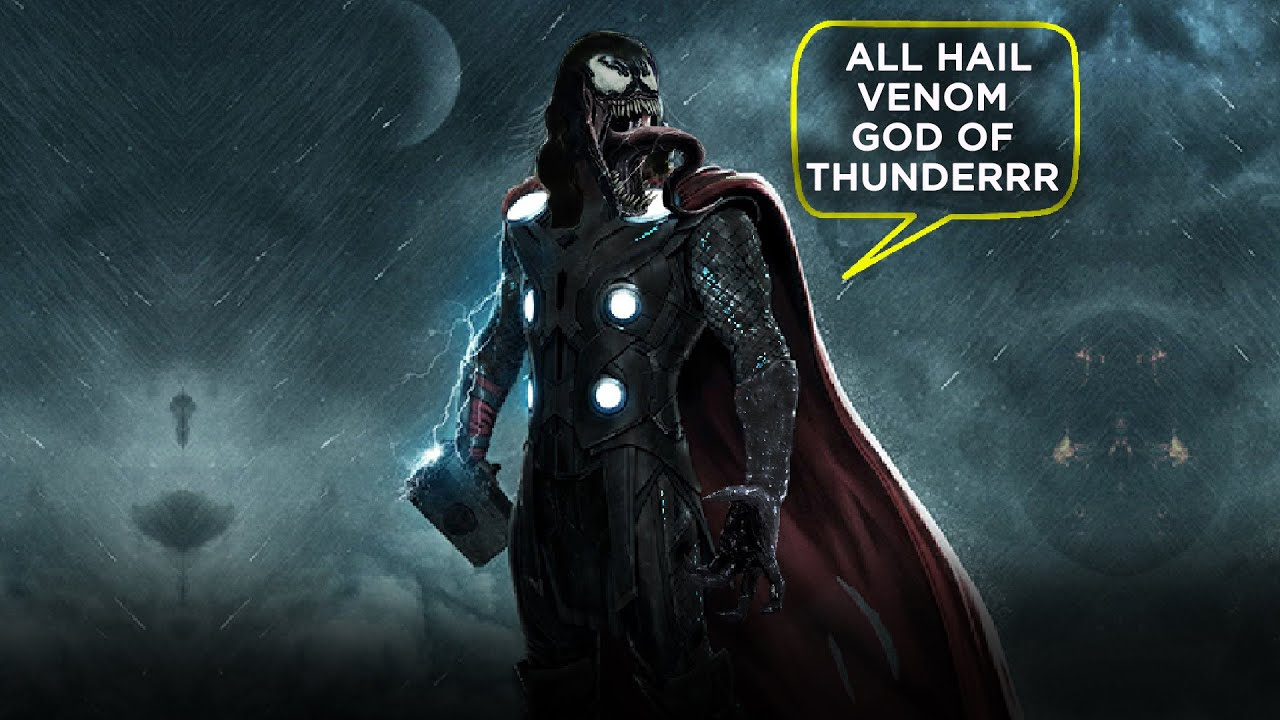 ALL HAIL
VENOM
GOD OF
THUNDERRR